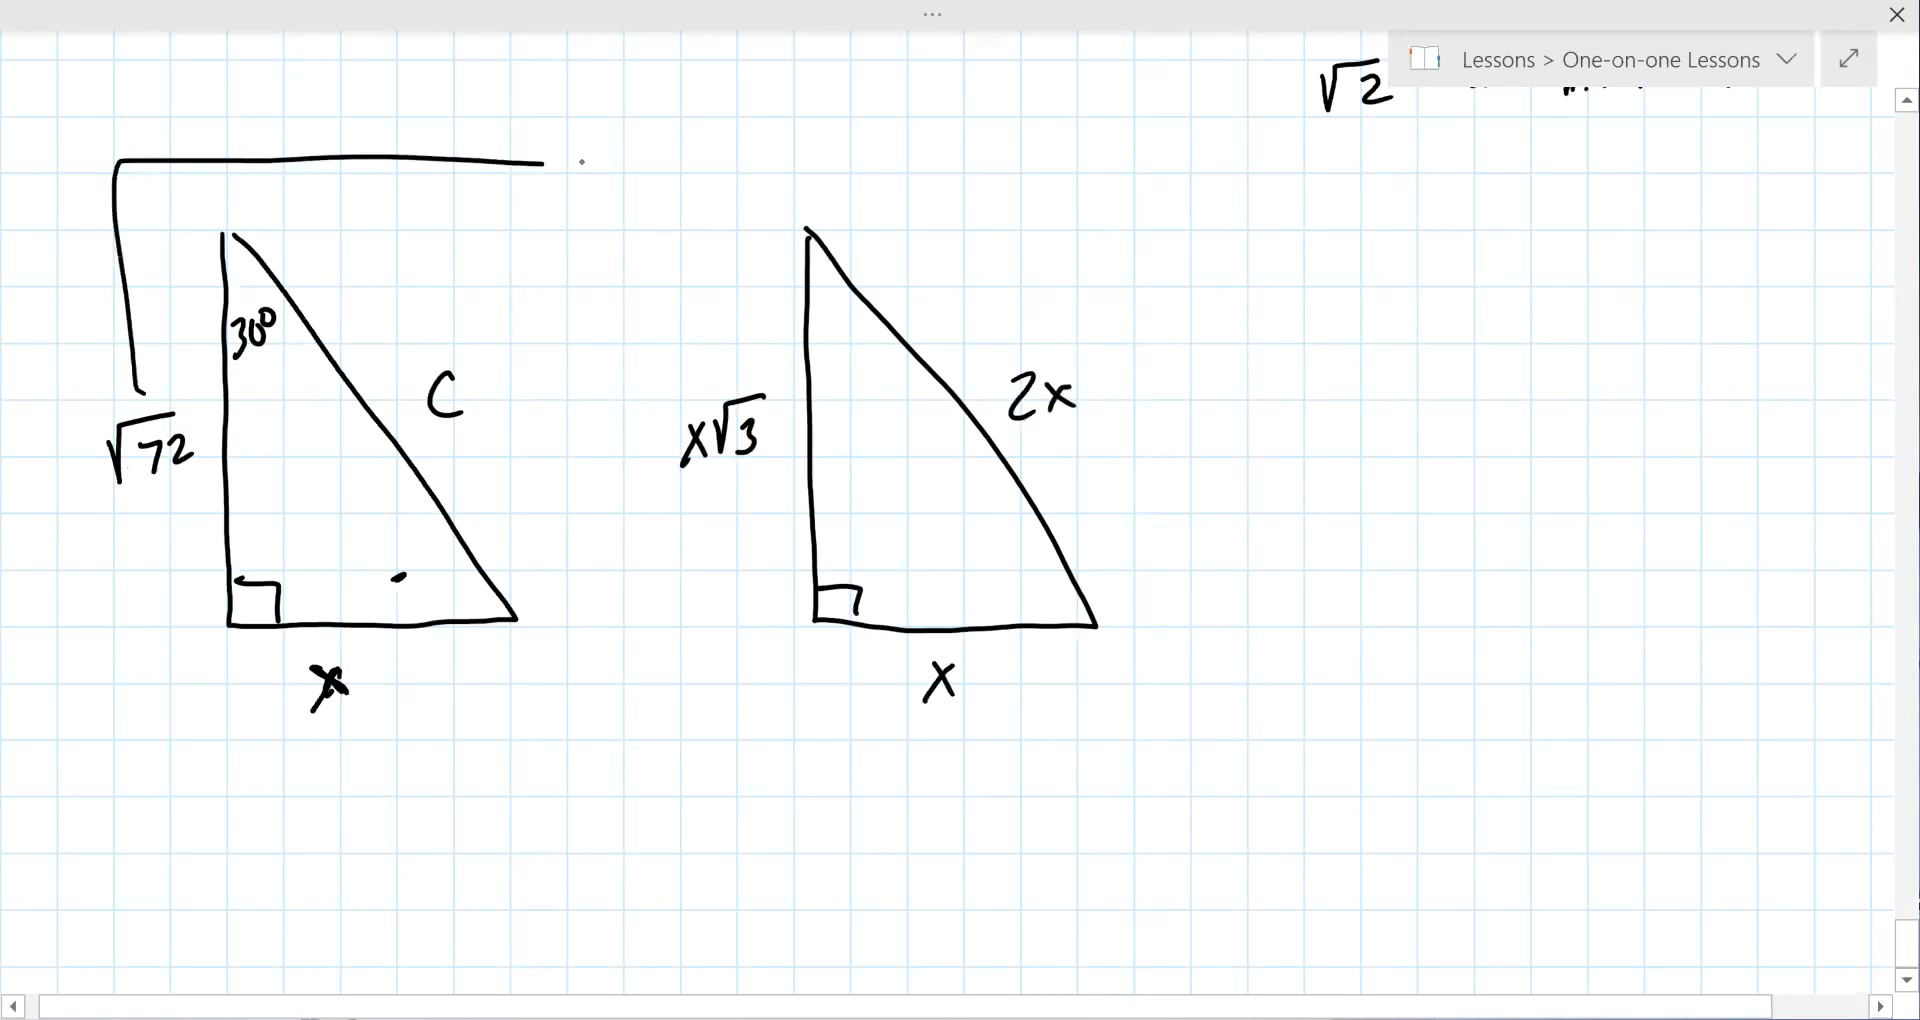 Lessons > One-on-one Lessons
√2
30°
C
√72
x
x√3
2x
x